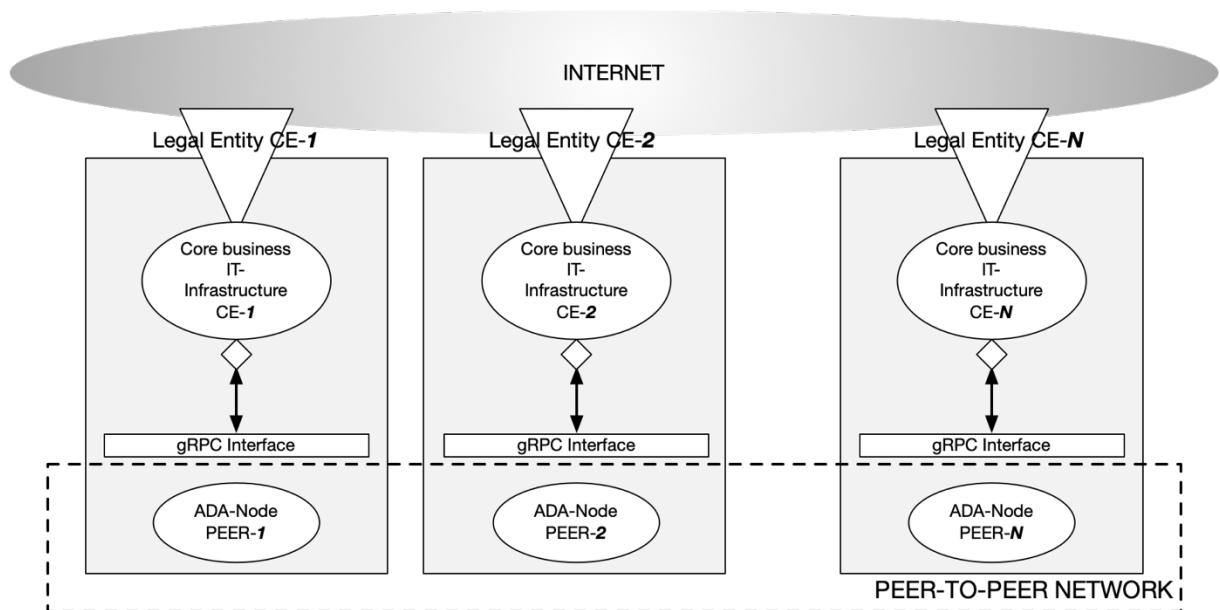 INTERNET
Legal Entity CE-1
Legal Entity CE-2
Legal Entity CE-N
Core business
IT-
Infrastructure
CE-1
Core business
IT-
Infrastructure
CE-2
Core business
IT-
Infrastructure
CE-N
gRPC Interface
gRPC Interface
gRPC Interface
ADA-Node
PEER-1
ADA-Node
PEER-2
ADA-Node
PEER-N
PEER-TO-PEER NETWORK